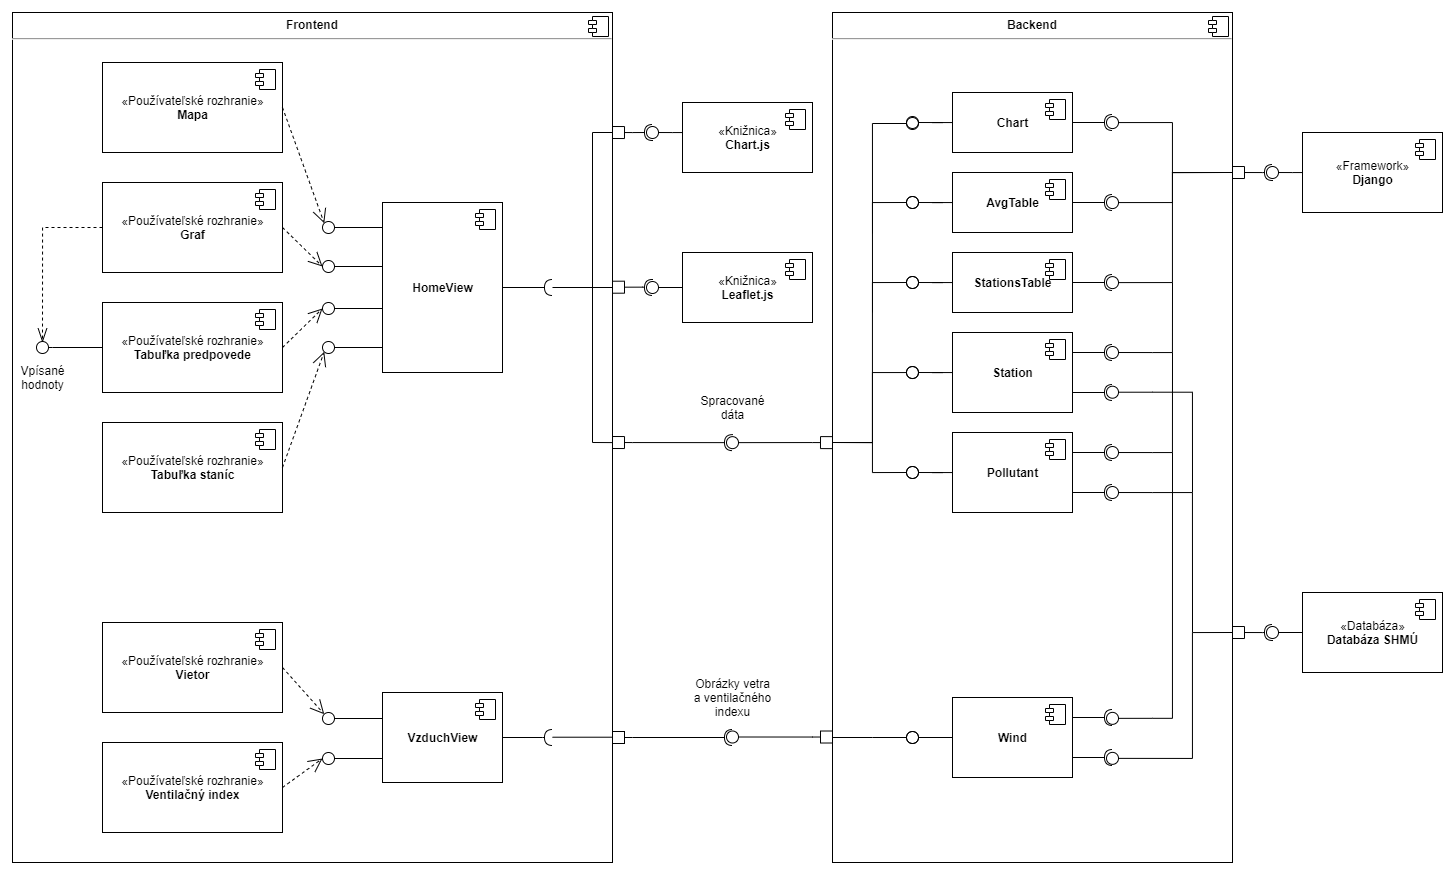 Frontend
«Používateľské rozhranie»
Mapa
«Používateľské rozhranie»
Graf
«Používateľské rozhranie»
Tabuľka predpovede
Vpísané
hodnoty
«Používateľské rozhranie»
Tabuľka staníc
HomeView
«Používateľské rozhranie»
Vietor
«Používateľské rozhranie»
Ventilačný index
VzduchView
«Knižnica»
Chart.js
«Knižnica»
Leaflet.js
Spracované
dáta
Obrázky vetra
a ventilačného
indexu
Backend
Chart
AvgTable
StationsTable
Station
Pollutant
Wind
«Framework»
Django
«Databáza»
Databáza SHMÚ